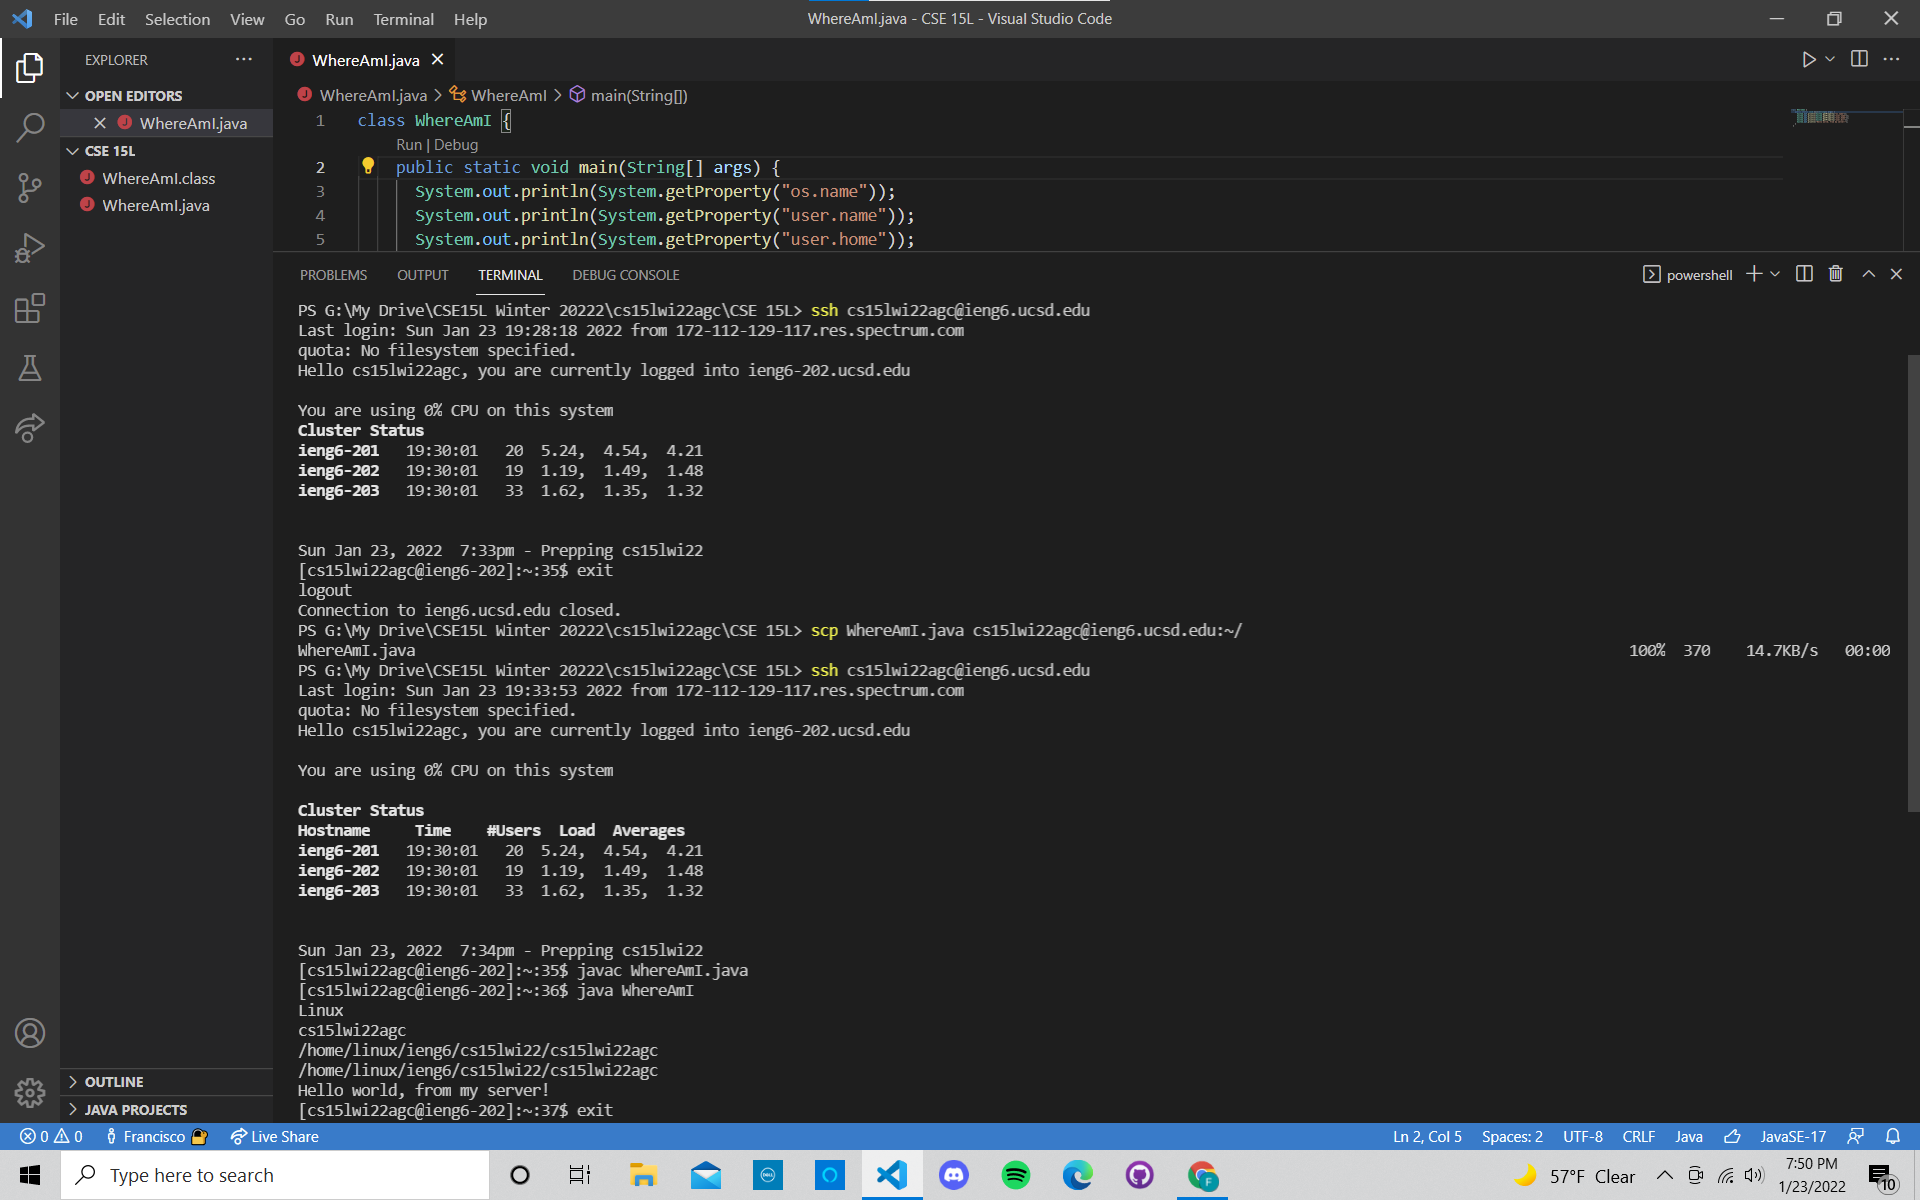 File Edit Selection View Go Run Terminal Help
WhereAmI.java - CSE 15L - Visual Studio Code
EXPLORER
OPEN EDITORS
WhereAmI.java
CSE 15L
WhereAmI.class
WhereAmI.java
OUTLINE
JAVA PROJECTS
WhereAmI.java
WhereAmI.java > WhereAmI > main(String[])
1 class WhereAmI {
Run | Debug
2 public static void main(String[] args) {
3 System.out.println(System.getProperty("os.name"));
4 System.out.println(System.getProperty("user.name"));
5 System.out.println(System.getProperty("user.home"));
PROBLEMS OUTPUT TERMINAL DEBUG CONSOLE
powershell
PS G:\My Drive\CSE15L Winter 20222\cs15lwi22agc\CSE 15L> ssh cs15lwi22agc@ieng6.ucsd.edu
Last login: Sun Jan 23 19:28:18 2022 from 172-112-129-117.res.spectrum.com
quota: No filesystem specified.
Hello cs15lwi22agc, you are currently logged into ieng6-202.ucsd.edu
You are using 0% CPU on this system
Cluster Status
ieng6-201 19:30:01 20 5.24, 4.54, 4.21
ieng6-202 19:30:01 19 1.19, 1.49, 1.48
ieng6-203 19:30:01 33 1.62, 1.35, 1.32
Sun Jan 23, 2022 7:33pm - Prepping cs15lwi22
[cs15lwi22agc@ieng6-202]:~:35$ exit
logout
Connection to ieng6.ucsd.edu closed.
PS G:\My Drive\CSE15L Winter 20222\cs15lwi22agc\CSE 15L> scp WhereAmI.java cs15lwi22agc@ieng6.ucsd.edu:~/
WhereAmI.java 100% 370 14.7KB/s 00:00
PS G:\My Drive\CSE15L Winter 20222\cs15lwi22agc\CSE 15L> ssh cs15lwi22agc@ieng6.ucsd.edu
Last login: Sun Jan 23 19:33:53 2022 from 172-112-129-117.res.spectrum.com
quota: No filesystem specified.
Hello cs15lwi22agc, you are currently logged into ieng6-202.ucsd.edu
You are using 0% CPU on this system
Cluster Status
Hostname Time #Users Load Averages
ieng6-201 19:30:01 20 5.24, 4.54, 4.21
ieng6-202 19:30:01 19 1.19, 1.49, 1.48
ieng6-203 19:30:01 33 1.62, 1.35, 1.32
Sun Jan 23, 2022 7:34pm - Prepping cs15lwi22
[cs15lwi22agc@ieng6-202]:~:35$ javac WhereAmI.java
[cs15lwi22agc@ieng6-202]:~:36$ java WhereAmI
Linux
cs15lwi22agc
/home/linux/ieng6/cs15lwi22/cs15lwi22agc
/home/linux/ieng6/cs15lwi22/cs15lwi22agc
Hello world, from my server!
[cs15lwi22agc@ieng6-202]:~:37$ exit
0 0 Francisco Live Share Ln 2, Col 5 Spaces: 2 UTF-8 CRLF Java JavaSE-17
Type here to search
57°F Clear
7:50 PM
1/23/2022
10